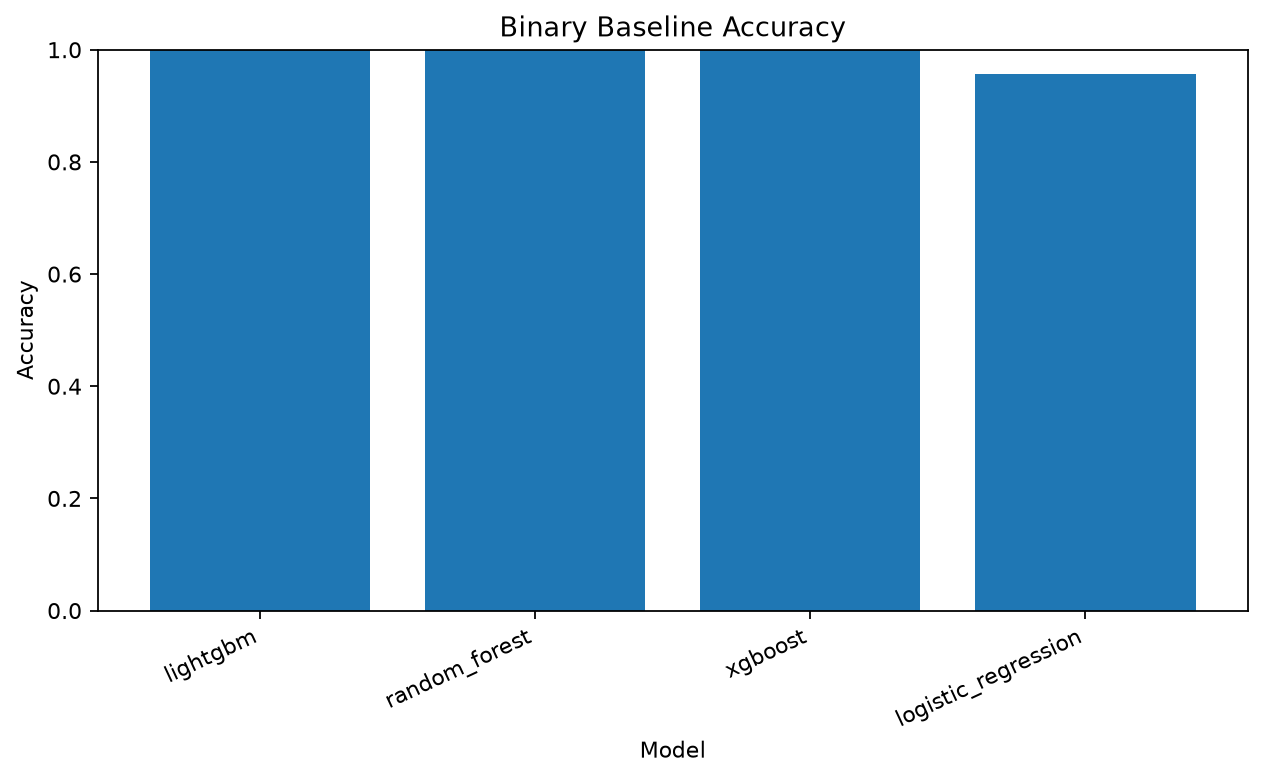 Binary Baseline Accuracy
1.0
0.8
0.6
0.4
0.2
0.0
Accuracy
lightgbm
random_forest
xgboost
logistic_regression
Model